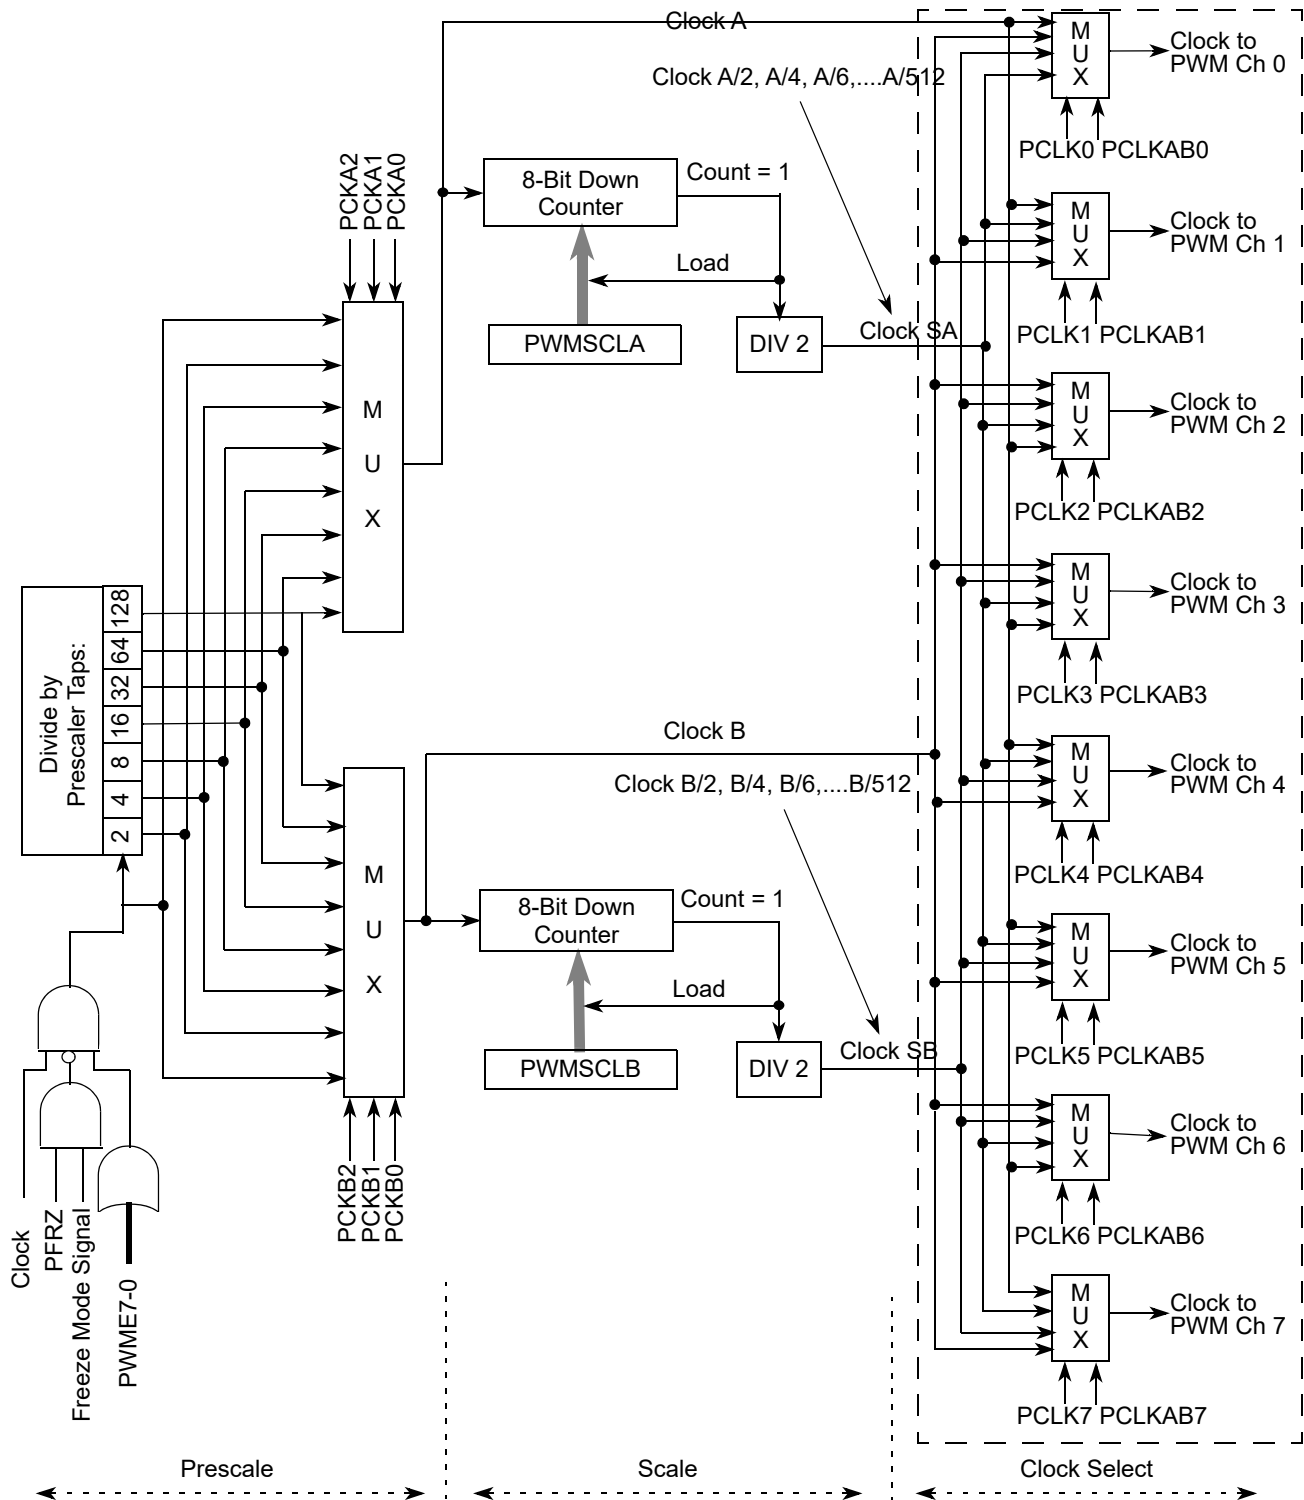 Clock A
Clock A/2, A/4, A/6,....A/512
PCKA2
PCKA1
PCKA0
8-Bit Down
Counter
Count = 1
Load
PWMSCLA
DIV 2
Clock SA
M
U
X
Divide by
Prescaler Taps:
128
64
32
16
8
4
2
Clock
PFRZ
Freeze Mode Signal
PWME7-0
M
U
X
PCKB2
PCKB1
PCKB0
Clock B
Clock B/2, B/4, B/6,....B/512
8-Bit Down
Counter
Count = 1
Load
PWMSCLB
DIV 2
Clock SB
M
U
X
Clock to
PWM Ch 0
PCLK0 PCLKAB0
M
U
X
Clock to
PWM Ch 1
PCLK1 PCLKAB1
M
U
X
Clock to
PWM Ch 2
PCLK2 PCLKAB2
M
U
X
Clock to
PWM Ch 3
PCLK3 PCLKAB3
M
U
X
Clock to
PWM Ch 4
PCLK4 PCLKAB4
M
U
X
Clock to
PWM Ch 5
PCLK5 PCLKAB5
M
U
X
Clock to
PWM Ch 6
PCLK6 PCLKAB6
M
U
X
Clock to
PWM Ch 7
PCLK7 PCLKAB7
Prescale
Scale
Clock Select